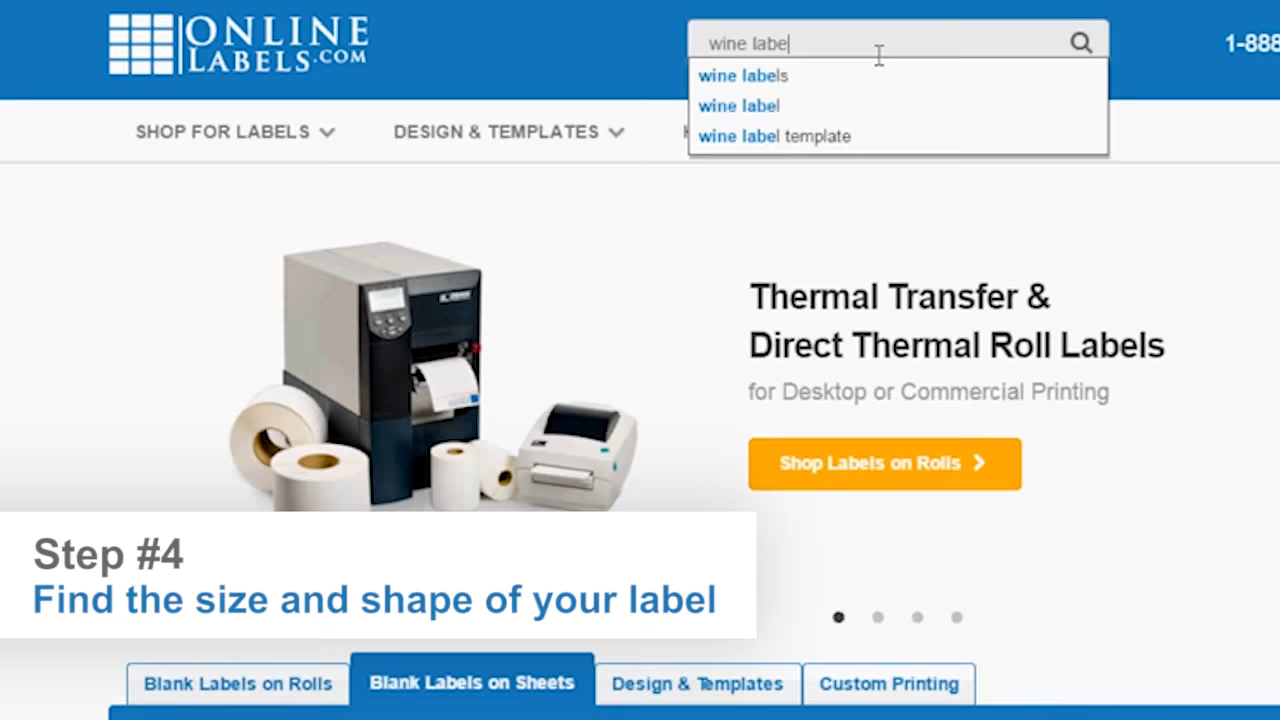 ONLINE
LABELS.COM
wine labe
1-888
wine labels
wine label
wine label template
SHOP FOR LABELS
DESIGN & TEMPLATES
Thermal Transfer &
Direct Thermal Roll Labels
for Desktop or Commercial Printing
Shop Labels on Rolls
Step #4
Find the size and shape of your label
Blank Labels on Rolls
Blank Labels on Sheets
Design & Templates
Custom Printing